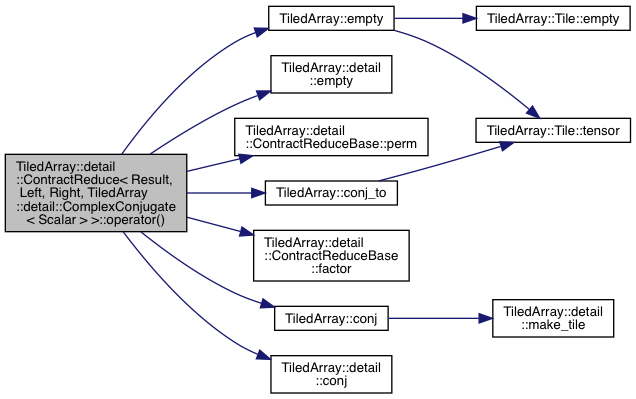 TiledArray::detail
::ContractReduce< Result,
Left, Right, TiledArray
::detail::ComplexConjugate
< Scalar > >::operator()
TiledArray::empty
TiledArray::Tile::empty
TiledArray::detail
::empty
TiledArray::Tile::tensor
TiledArray::detail
::ContractReduceBase::perm
TiledArray::conj_to
TiledArray::detail
::ContractReduceBase
::factor
TiledArray::conj
TiledArray::detail
::make_tile
TiledArray::detail
::conj